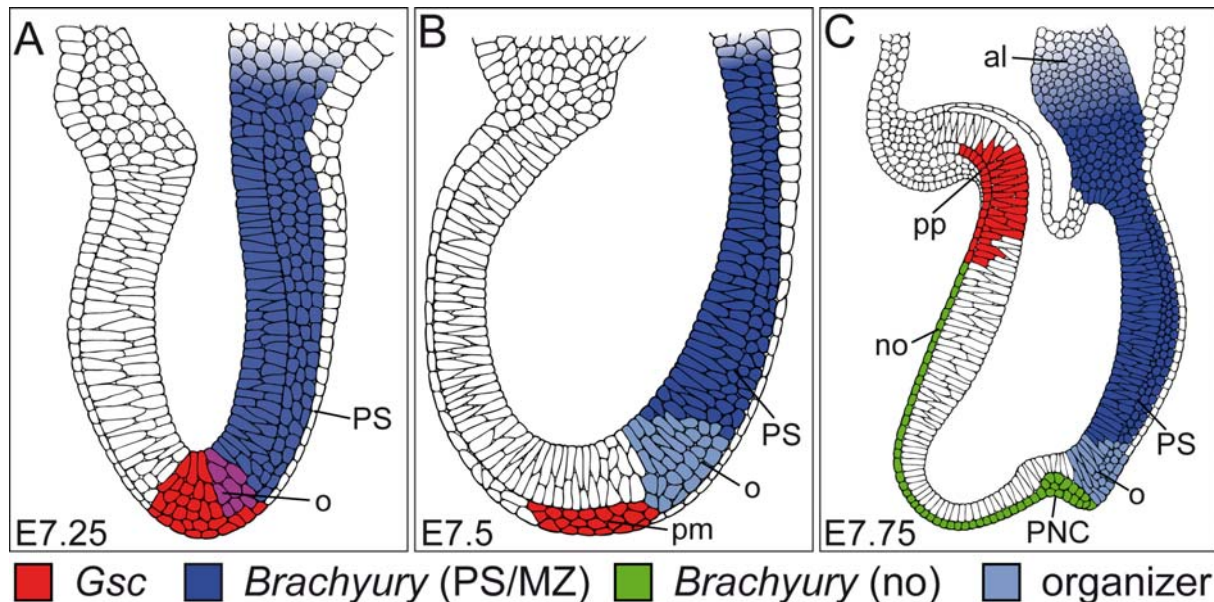 A
PS
o
E7.25
B
PS
o
pm
E7.5
C
al
pp
no
PS
o
PNC
E7.75
Gsc Brachyury (PS/MZ) Brachyury (no) organizer